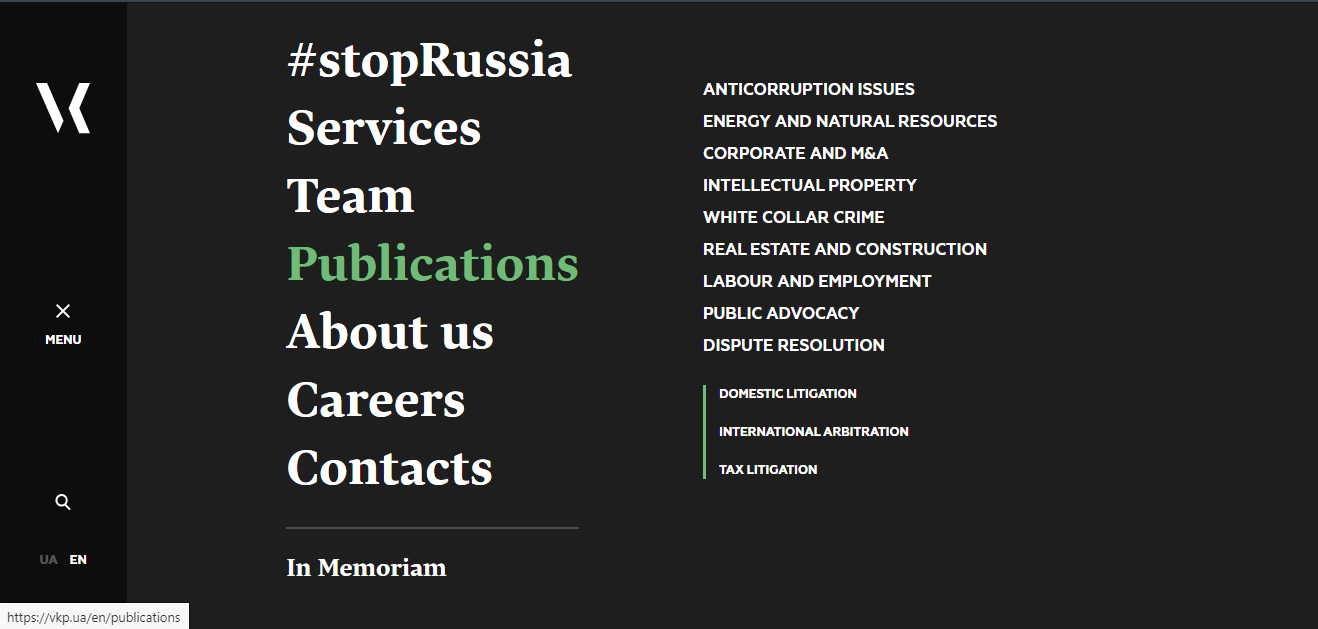 #stopRussia
Services
Team
Publications
About us
Careers
Contacts
In Memoriam
ANTICORRUPTION ISSUES
ENERGY AND NATURAL RESOURCES
CORPORATE AND M&A
INTELLECTUAL PROPERTY
WHITE COLLAR CRIME
REAL ESTATE AND CONSTRUCTION
LABOUR AND EMPLOYMENT
PUBLIC ADVOCACY
DISPUTE RESOLUTION
DOMESTIC LITIGATION
INTERNATIONAL ARBITRATION
TAX LITIGATION
MENU
UA EN
https://vkp.ua/en/publications